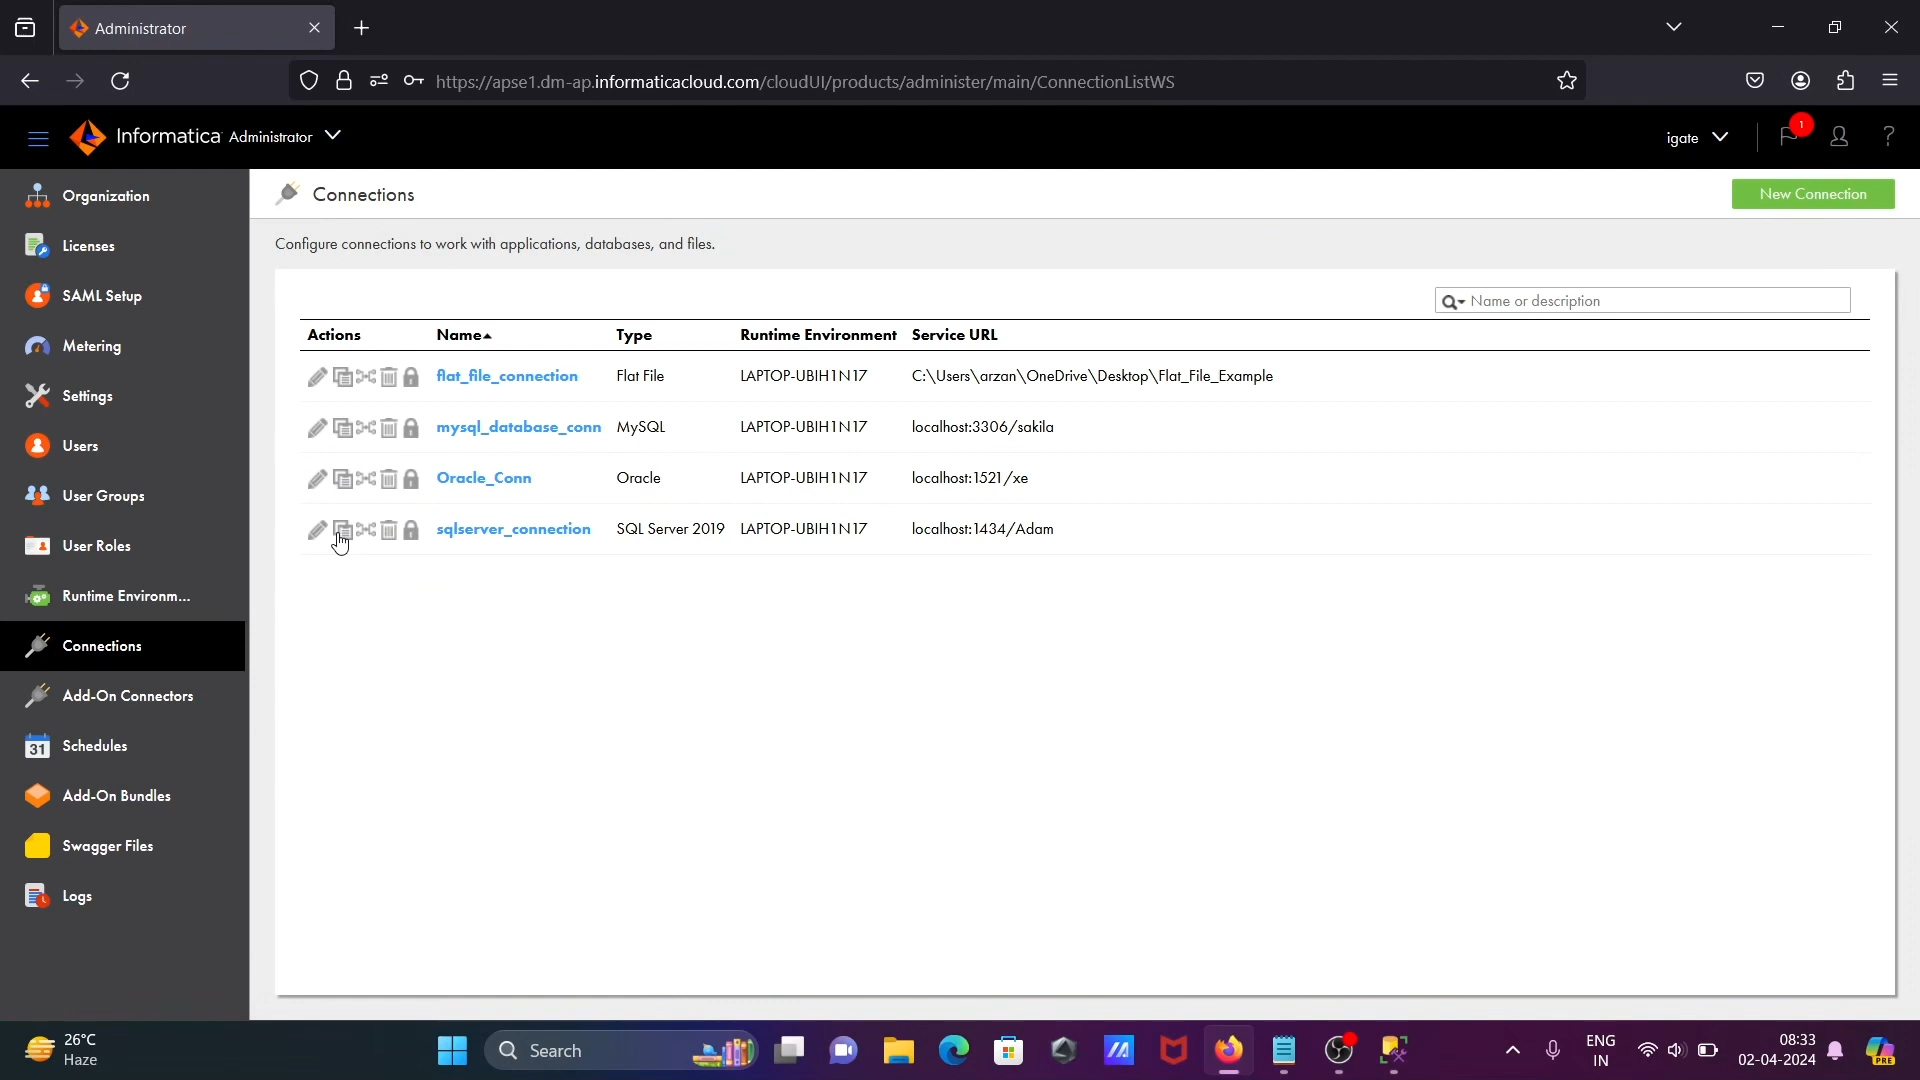 Administrator
https://apse1.dm-ap.informaticacloud.com/cloudUI/products/administer/main/ConnectionListWS
Informatica Administrator
igate
1
?
Organization
Licenses
SAML Setup
Metering
Settings
Users
User Groups
User Roles
Runtime Environm...
Connections
Add-On Connectors
31 Schedules
Add-On Bundles
Swagger Files
Logs
Connections
New Connection
Configure connections to work with applications, databases, and files.
Name or description
Actions Name Type Runtime Environment Service URL
flat_file_connection Flat File LAPTOP-UBIH1N17 C:\Users\arzan\OneDrive\Desktop\Flat_File_Example
mysql_database_conn MySQL LAPTOP-UBIH1N17 localhost:3306/sakila
Oracle_Conn Oracle LAPTOP-UBIH1N17 localhost:1521/xe
sqlserver_connection SQL Server 2019 LAPTOP-UBIH1N17 localhost:1434/Adam
26°C
Haze
Search
ENG
IN
08:33
02-04-2024
PRE